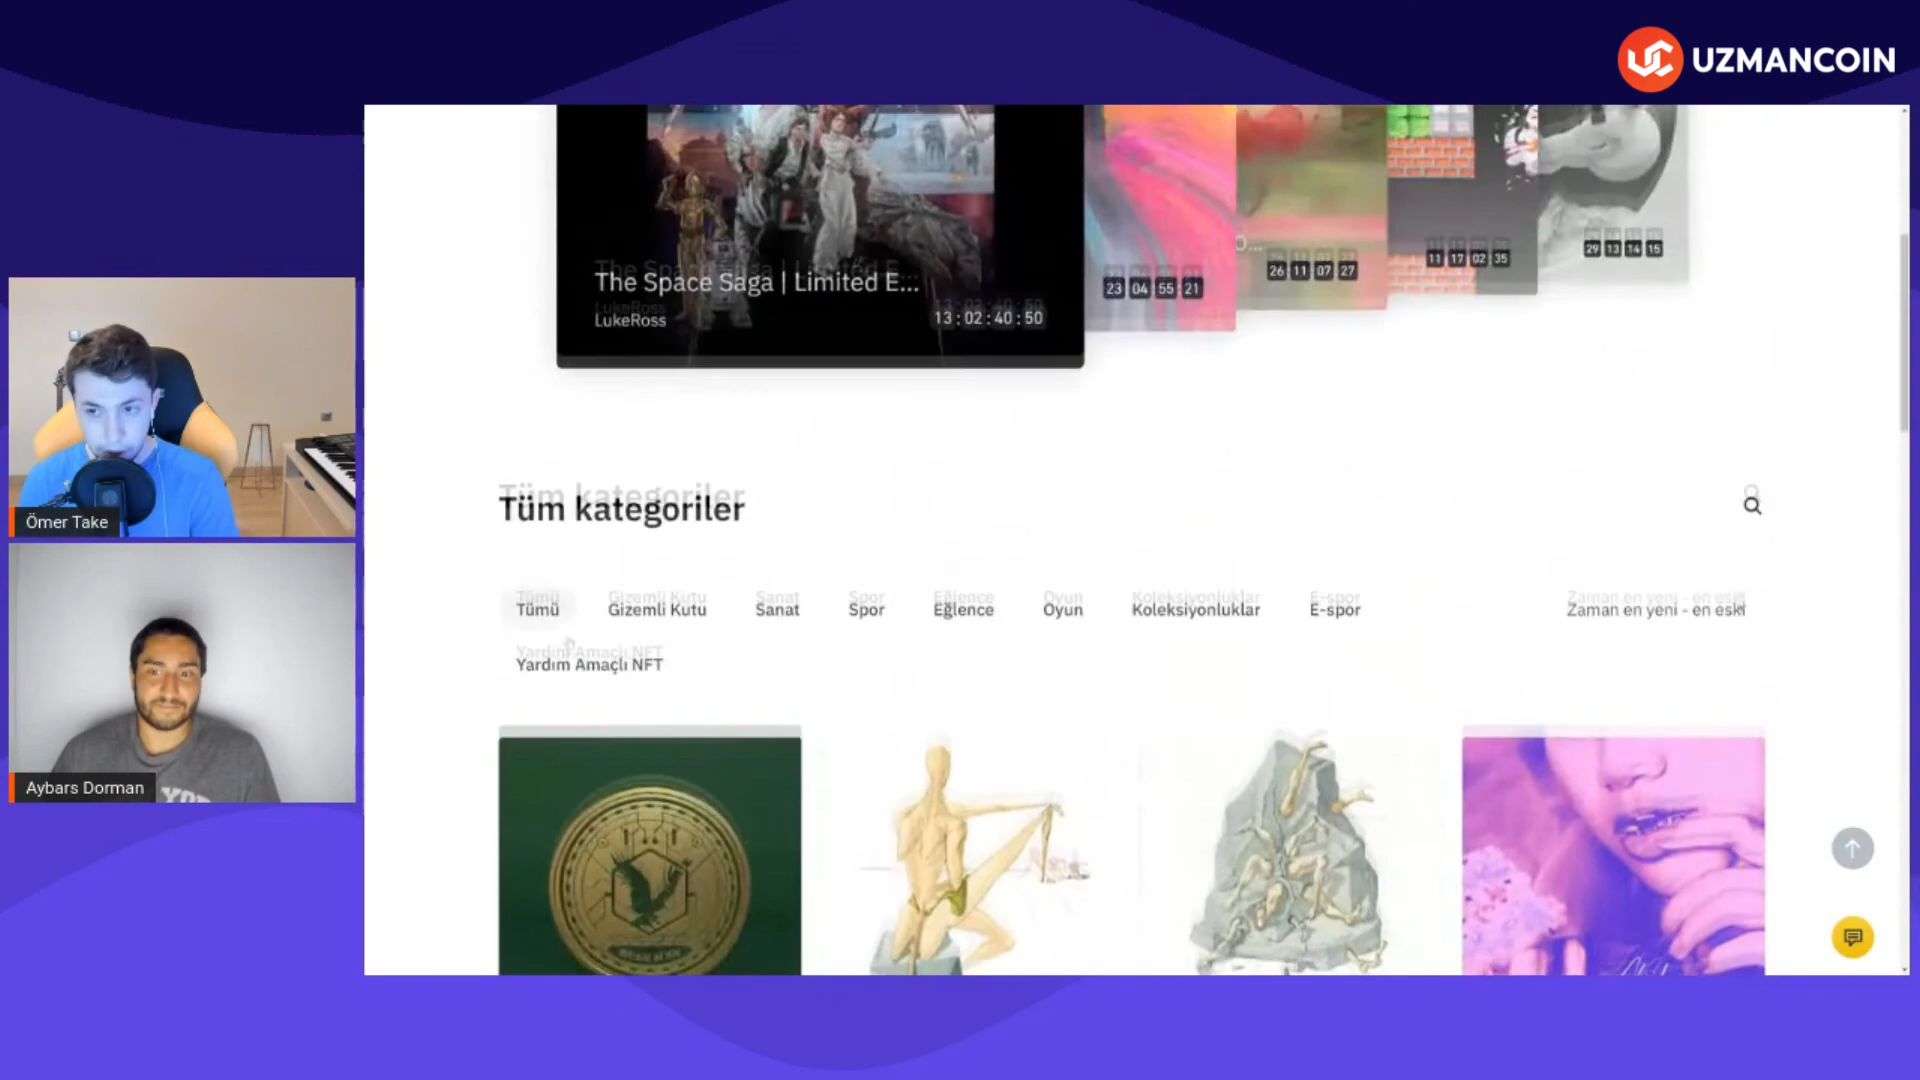 UZMANCOIN
The Space Saga | Limited E...
LukeRoss
13:02:40:50
23 04 55 21
26 11 07 27
11 17 02 35
29 13 14 15
Tüm kategoriler
Tümü
Gizemli Kutu
Sanat
Spor
Eğlence
Oyun
Koleksiyonluklar
E-spor
Zaman en yeni - en eski
Yardım Amaçlı NFT
Ömer Take
Aybars Dorman